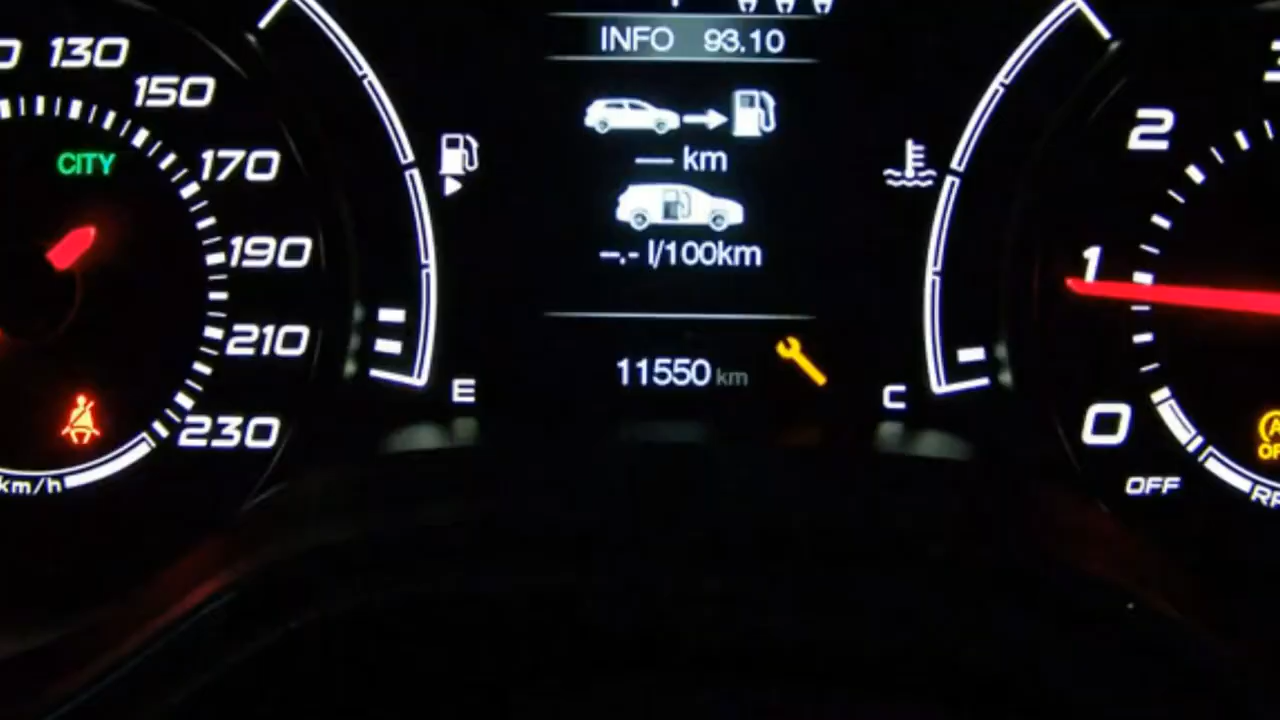 INFO 93.10
130
150
CITY
170
190
210
230
km/h
— km
--.- l/100km
11550 km
E
C
2
1
0
OFF